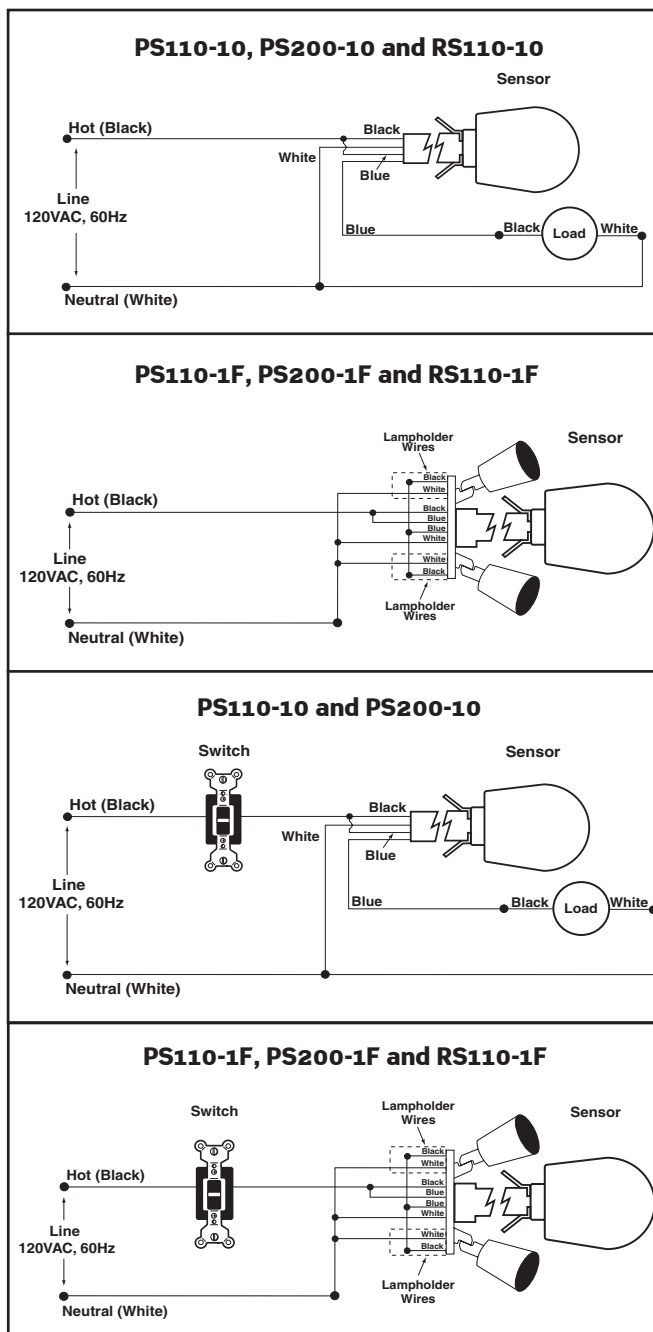 PS110-10, PS200-10 and RS110-10
Sensor
Hot (Black)
Black
White
Blue
Line
120VAC, 60Hz
Blue
Black
Load
White
Neutral (White)
PS110-1F, PS200-1F and RS110-1F
Lampholder
Wires
Sensor
Black
White
Hot (Black)
Black
Blue
Blue
White
Line
120VAC, 60Hz
White
Black
Lampholder
Wires
Neutral (White)
PS110-10 and PS200-10
Switch
Sensor
Hot (Black)
Black
White
Blue
Line
120VAC, 60Hz
Blue
Black
Load
White
Neutral (White)
PS110-1F, PS200-1F and RS110-1F
Switch
Lampholder
Wires
Sensor
Black
White
Hot (Black)
Black
Blue
Blue
White
Line
120VAC, 60Hz
White
Black
Lampholder
Wires
Neutral (White)